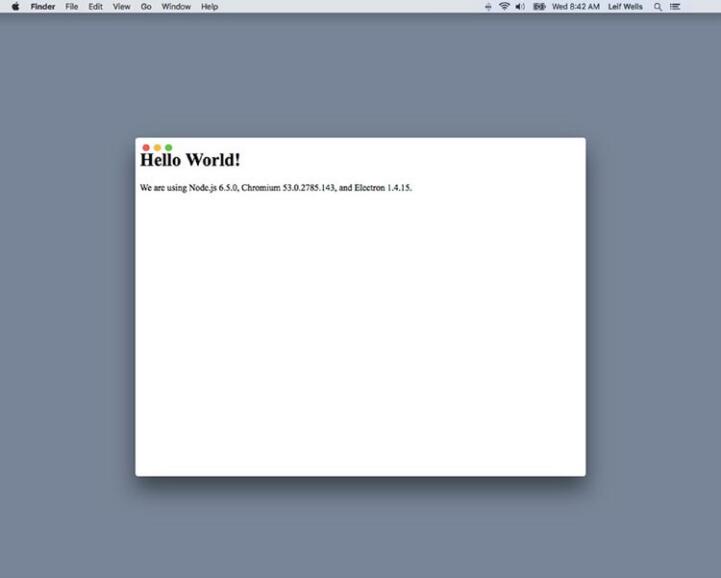 Finder File Edit View Go Window Help Wed 8:42 AM Leif Wells
Hello World!
We are using Node.js 6.5.0, Chromium 53.0.2785.143, and Electron 1.4.15.